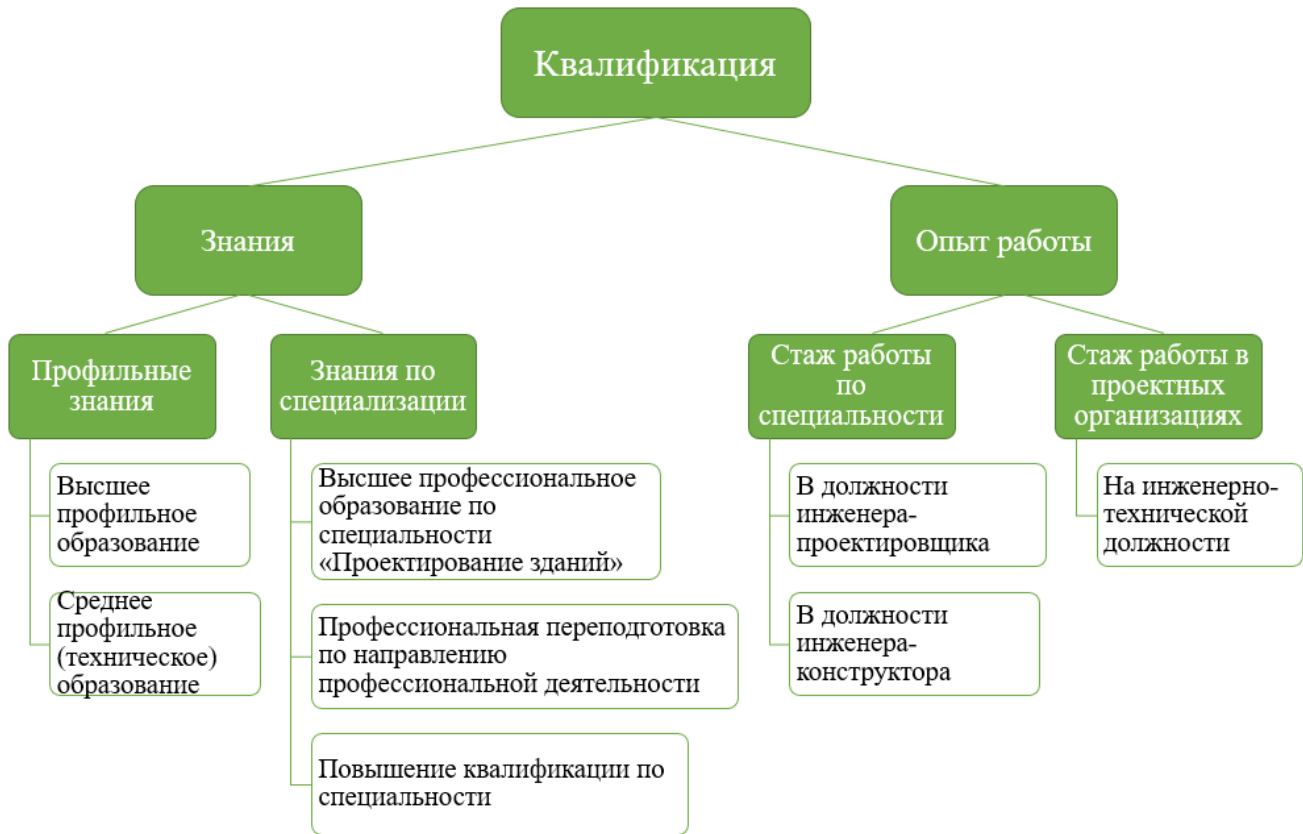 Квалификация
Знания
Опыт работы
Профильные
знания
Знания по
специализации
Стаж работы
по
специальности
Стаж работы в
проектных
организациях
Высшее
профильное
образование
Среднее
профильное
(техническое)
образование
Высшее профессиональное
образование по
специальности
«Проектирование зданий»
Профессиональная переподготовка
по направлению
профессиональной деятельности
Повышение квалификации по
специальности
В должности
инженера-
проектировщика
В должности
инженера-
конструктора
На инженерно-
технической
должности